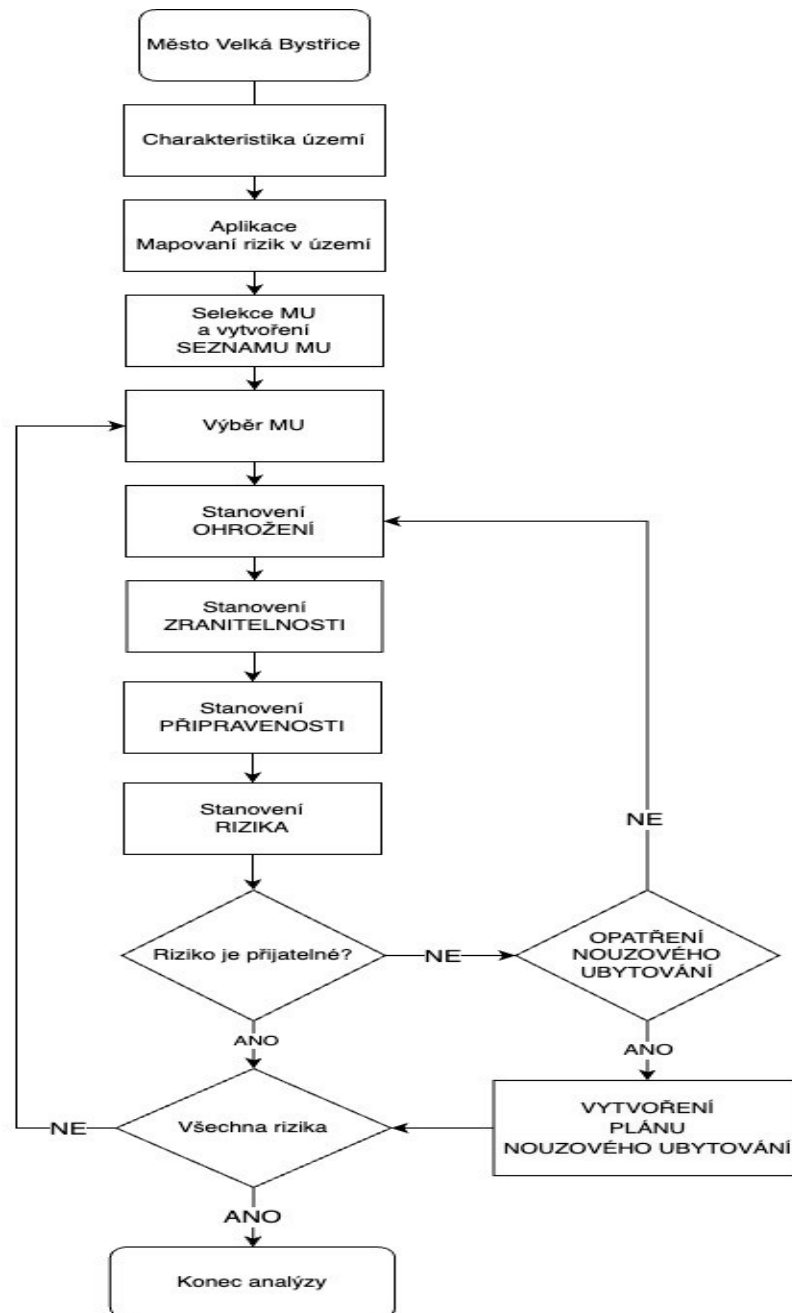 Město Velká Bystřice
Charakteristika území
Aplikace
Mapovaní rizik v území
Selekce MU
a vytvoření
SEZNAMU MU
Výběr MU
Stanovení
OHROŽENÍ
Stanovení
ZRANITELNOSTI
Stanovení
PŘIPRAVENOSTI
Stanovení
RIZIKA
NE
Riziko je přijatelné?
NE
OPATŘENÍ
NOUZOVÉHO
UBYTOVÁNÍ
ANO
ANO
NE
Všechna rizika
VYTVOŘENÍ
PLÁNU
NOUZOVÉHO UBYTOVÁNÍ
ANO
Konec analýzy